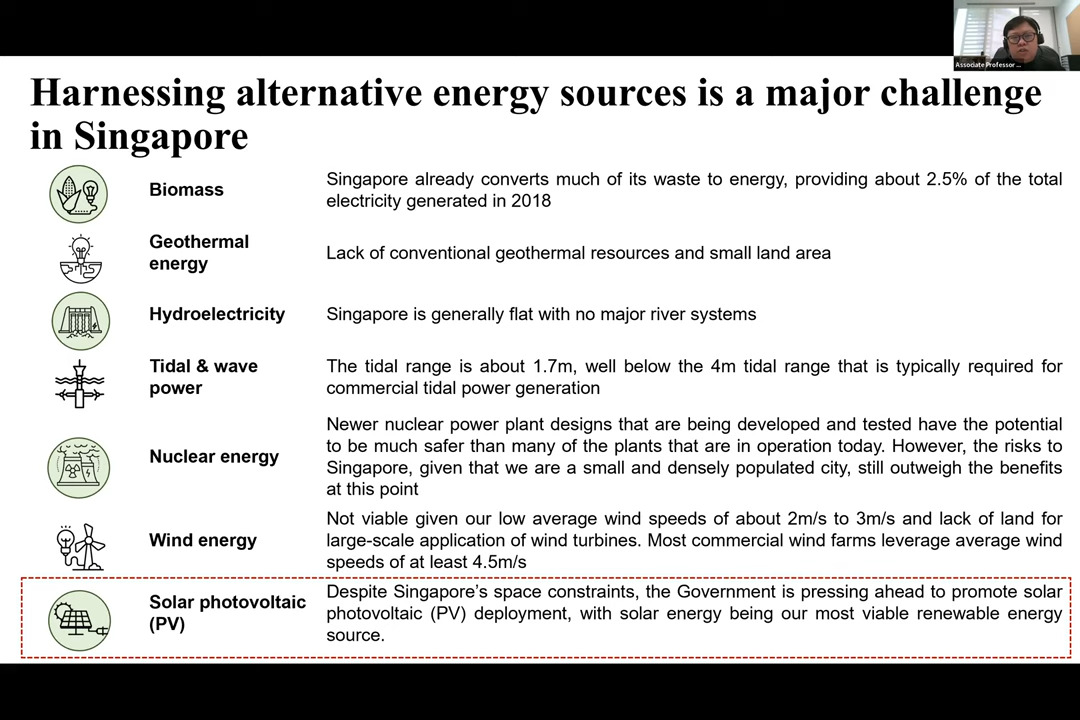 Associate Professor ...
Harnessing alternative energy sources is a major challenge
in Singapore
Biomass
Singapore already converts much of its waste to energy, providing about 2.5% of the total
electricity generated in 2018
Geothermal
energy
Lack of conventional geothermal resources and small land area
Hydroelectricity
Singapore is generally flat with no major river systems
Tidal & wave
power
The tidal range is about 1.7m, well below the 4m tidal range that is typically required for
commercial tidal power generation
Nuclear energy
Newer nuclear power plant designs that are being developed and tested have the potential
to be much safer than many of the plants that are in operation today. However, the risks to
Singapore, given that we are a small and densely populated city, still outweigh the benefits
at this point
Wind energy
Not viable given our low average wind speeds of about 2m/s to 3m/s and lack of land for
large-scale application of wind turbines. Most commercial wind farms leverage average wind
speeds of at least 4.5m/s
Solar photovoltaic
(PV)
Despite Singapore's space constraints, the Government is pressing ahead to promote solar
photovoltaic (PV) deployment, with solar energy being our most viable renewable energy
source.